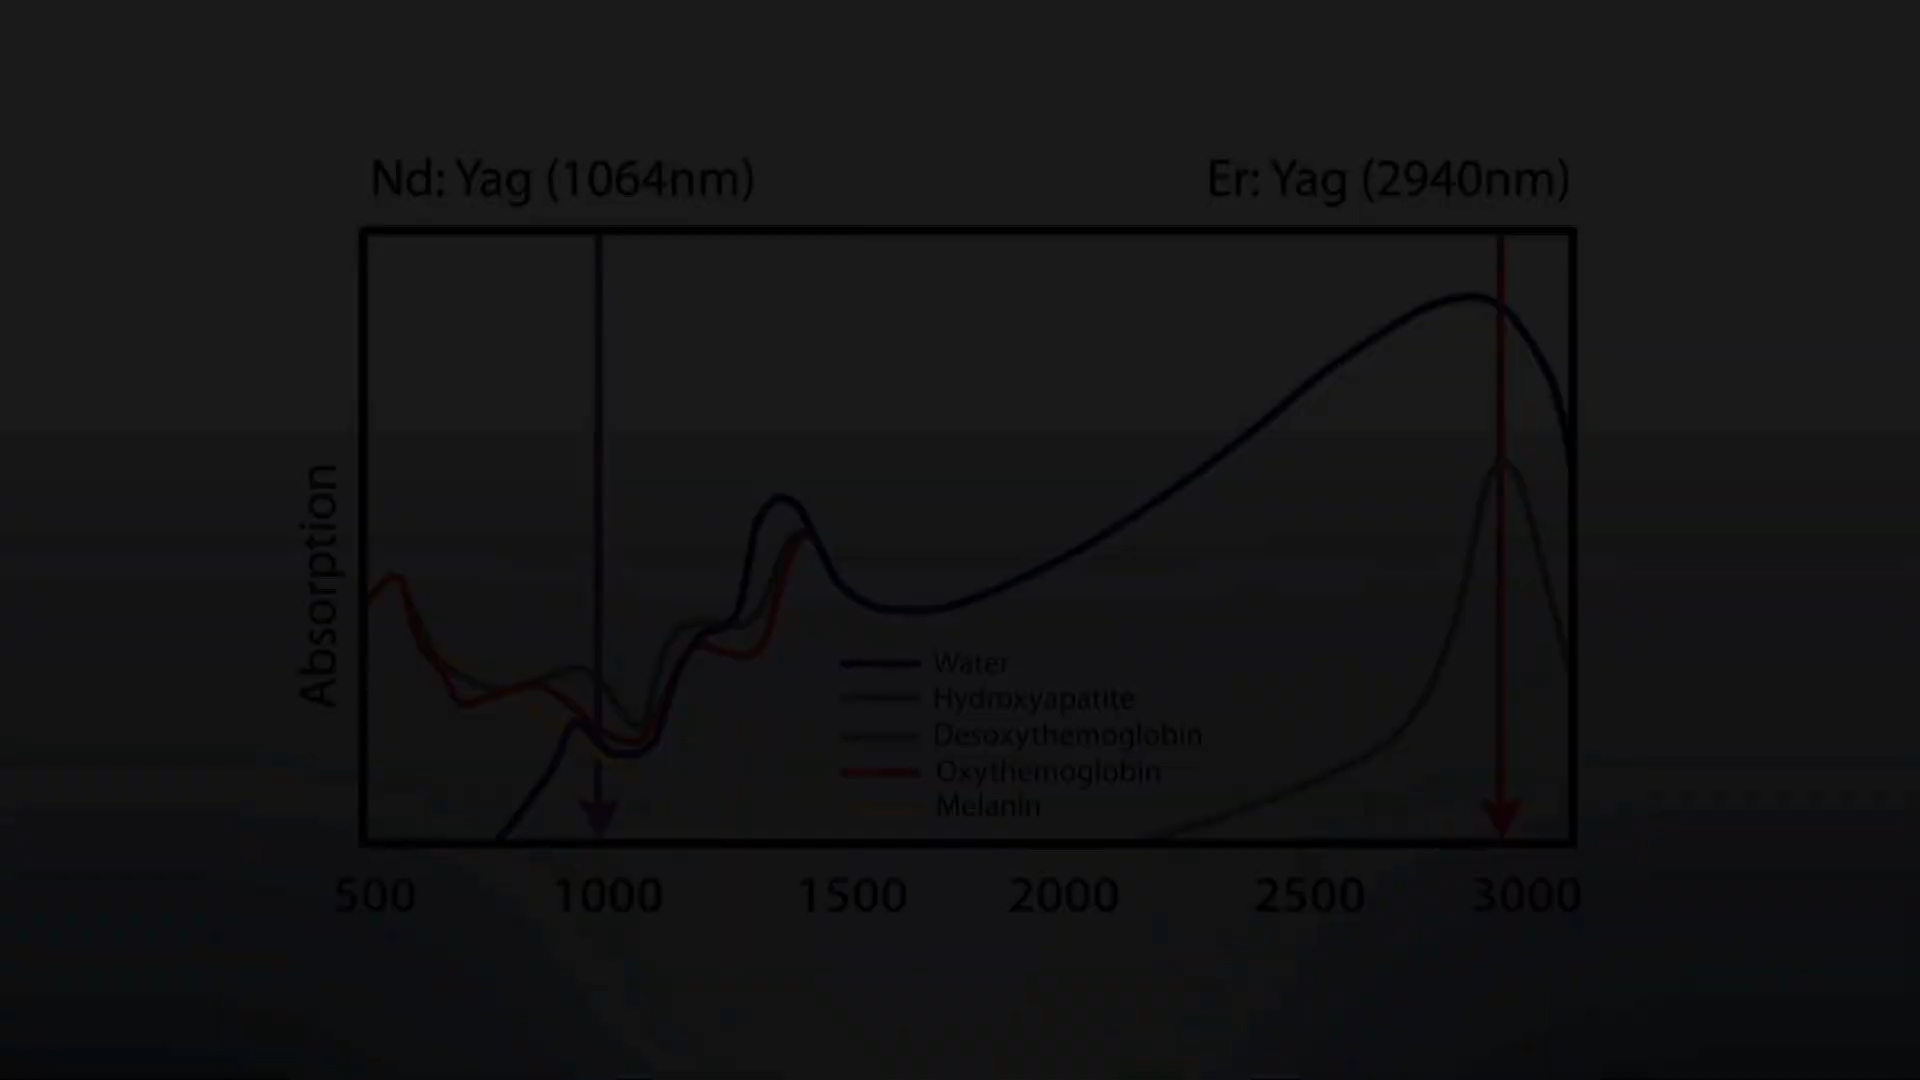 Nd: Yag (1064nm)
Er: Yag (2940nm)
Absorption
Water
Hydroxyapatite
Desoxythemoglobin
Oxythemoglobin
Melanin
500 1000 1500 2000 2500 3000